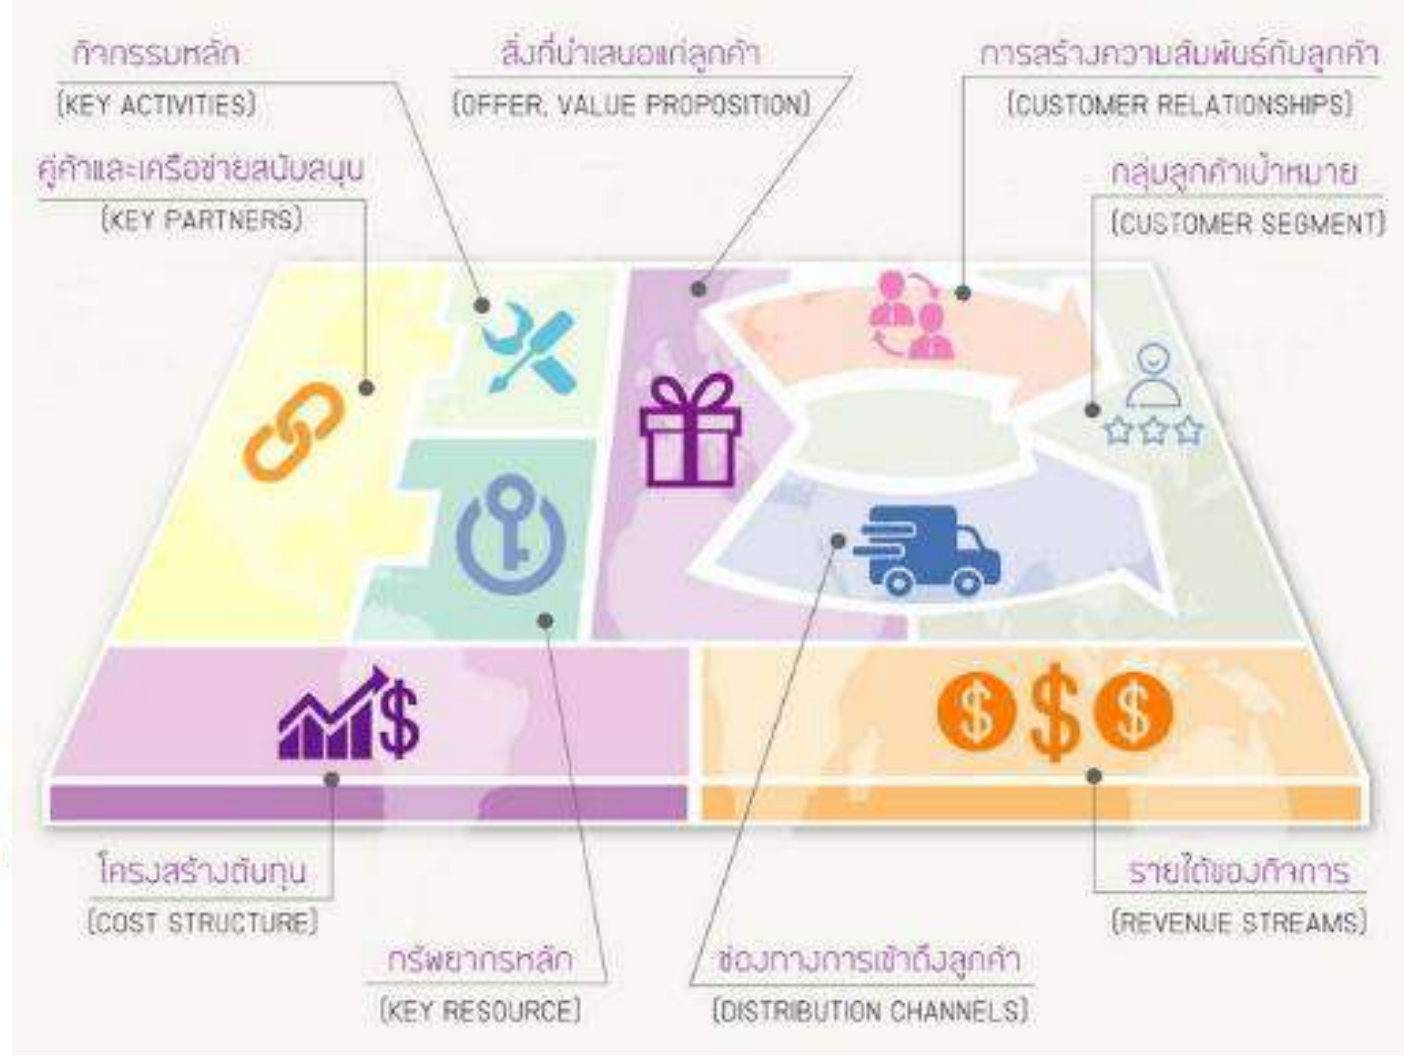 กิจกรรมหลัก
(KEY ACTIVITIES)
สิ่งที่นำเสนอแก่ลูกค้า
(OFFER, VALUE PROPOSITION)
การสร้างความสัมพันธ์กับลูกค้า
(CUSTOMER RELATIONSHIPS)
คู่ค้าและเครือข่ายสนับสนุน
(KEY PARTNERS)
กลุ่มลูกค้าเป้าหมาย
(CUSTOMER SEGMENT)
โครงสร้างต้นทุน
(COST STRUCTURE)
รายได้ของกิจการ
(REVENUE STREAMS)
ทรัพยากรหลัก
(KEY RESOURCE)
ช่องทางการเข้าถึงลูกค้า
(DISTRIBUTION CHANNELS)